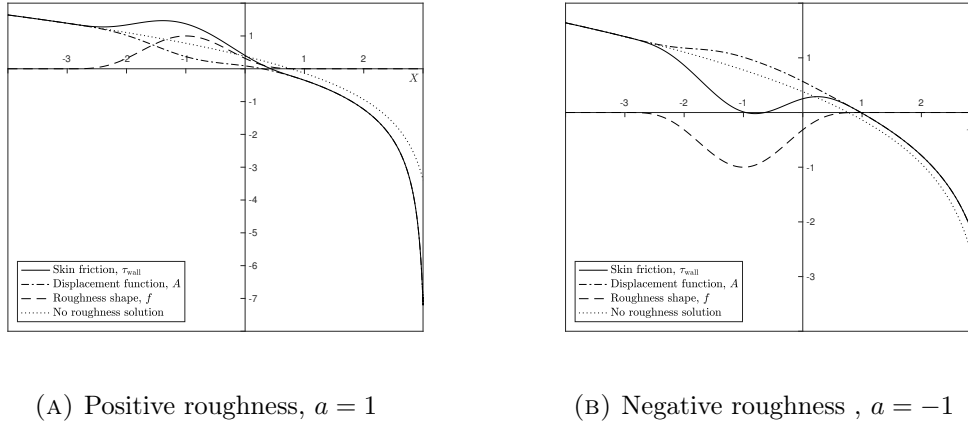 1
-3 -2 -1 1 2
X
-1
-2
-3
-4
-5
-6
-7
Skin friction, τwall
Displacement function, A
Roughness shape, f
No roughness solution
(A) Positive roughness, a = 1
1
-3 -2 -1 1 2
-1
-2
-3
Skin friction, τwall
Displacement function, A
Roughness shape, f
No roughness solution
(B) Negative roughness , a = −1